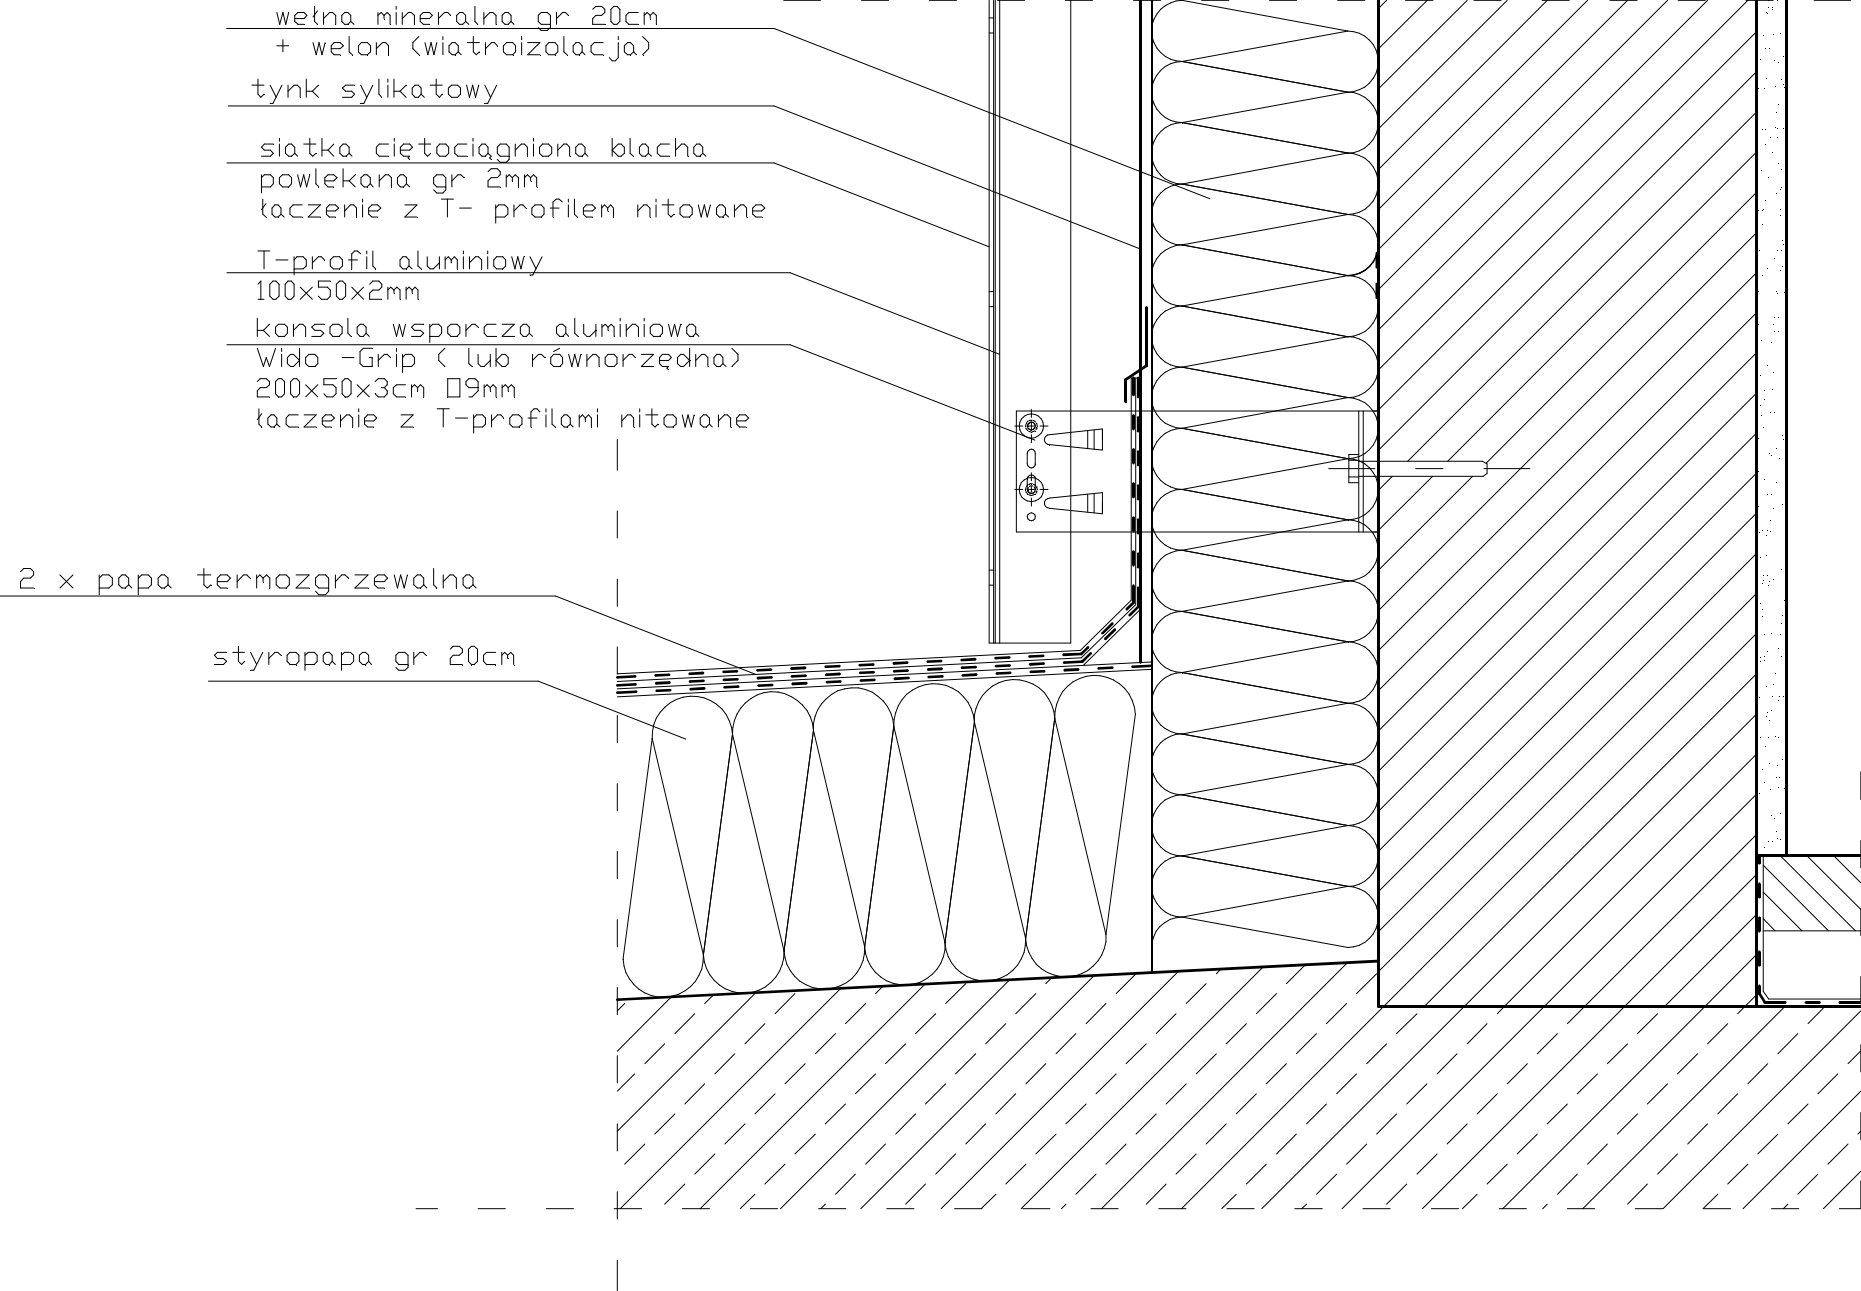 wełna mineralna gr 20cm
+ welon (wiatroizolacja)
tynk sylikatowy
siatka ciętociągniona blacha
powlekana gr 2mm
łaczenie z T- profilem nitowane
T-profil aluminiowy
100x50x2mm
konsola wsporcza aluminiowa
Wido -Grip ( lub równorzędna)
200x50x3cm □9mm
łaczenie z T-profilami nitowane
2 x papa termozgrzewalna
styropapa gr 20cm